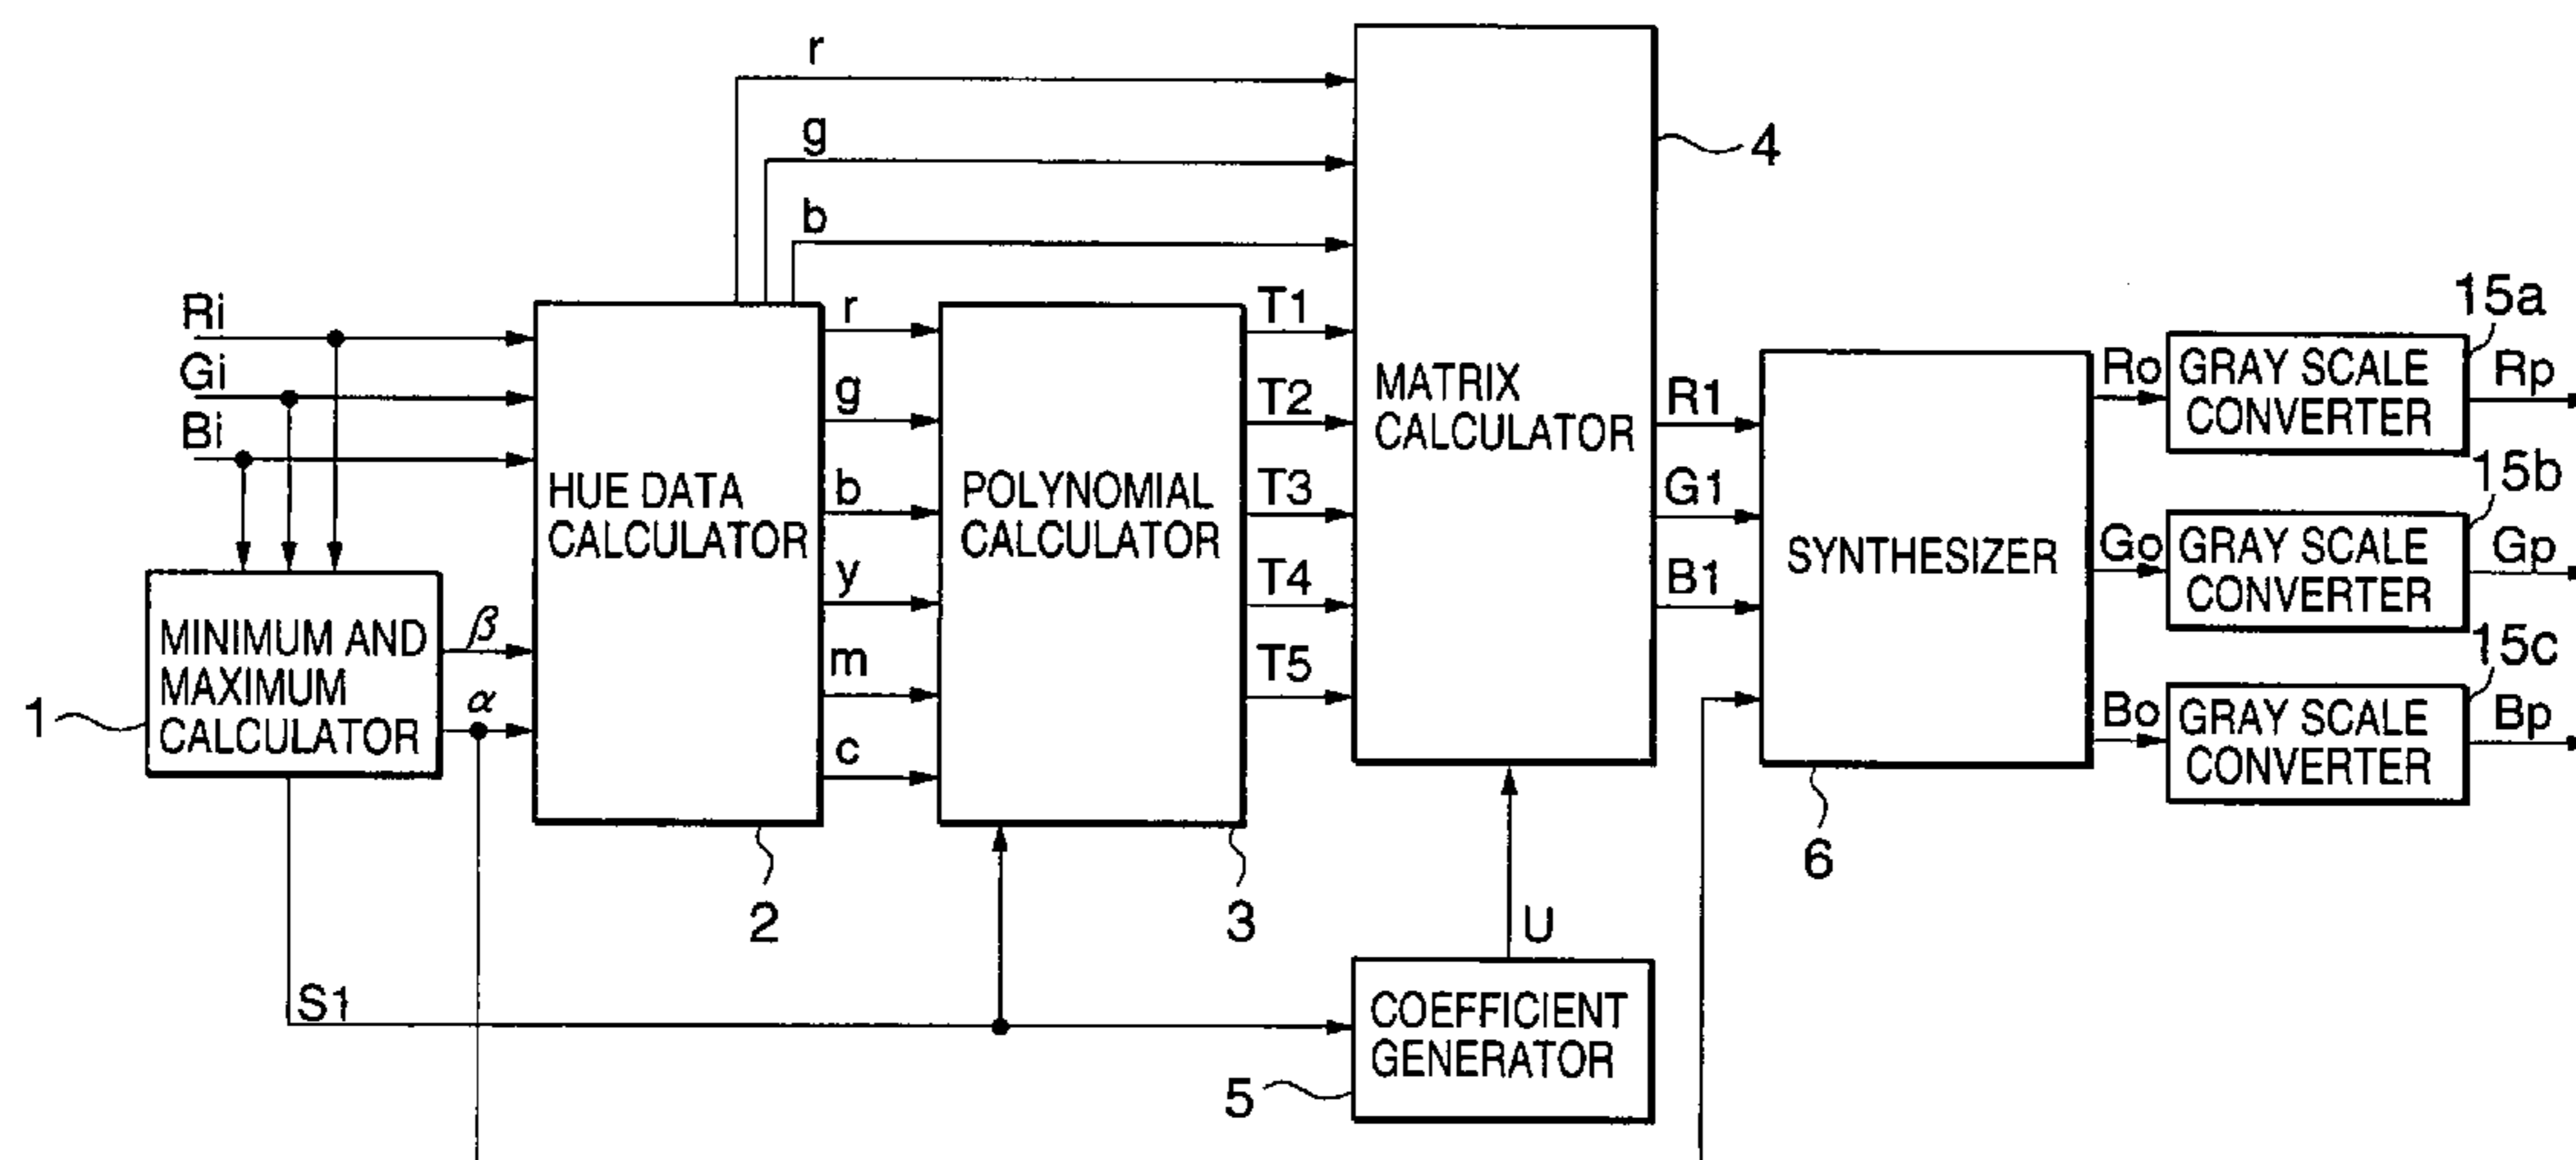 r
g
b
4
Ri
Gi
Bi
r
g
b
y
m
c
T1
T2
T3
T4
T5
HUE DATA
CALCULATOR
POLYNOMIAL
CALCULATOR
MATRIX
CALCULATOR
R1
G1
B1
SYNTHESIZER
Ro
Go
Bo
15a
GRAY SCALE
CONVERTER
Rp
15b
GRAY SCALE
CONVERTER
Gp
15c
GRAY SCALE
CONVERTER
Bp
1
MINIMUM AND
MAXIMUM
CALCULATOR
β
α
2
3
6
S1
U
COEFFICIENT
GENERATOR
5